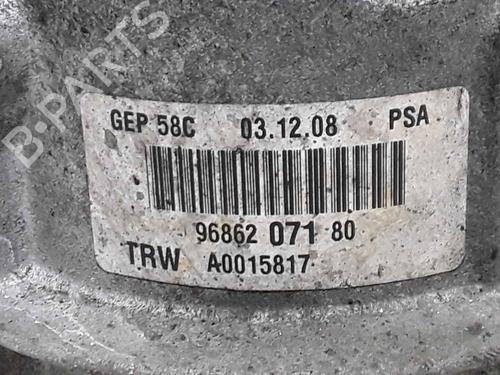 B-PARTS
GEP 58C 03.12.08 PSA
96862 071 80
TRW A0015817